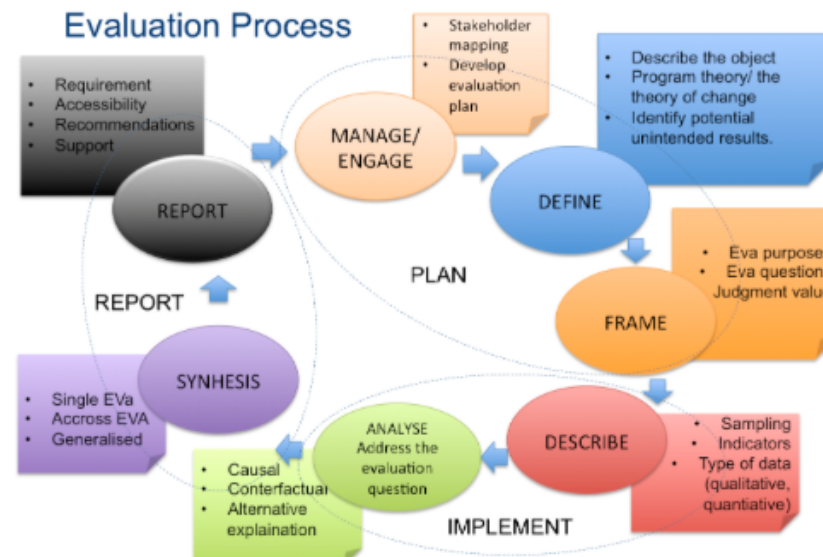 Evaluation Process
• Requirement
• Accessibility
• Recommendations
• Support
REPORT
• Stakeholder
mapping
• Develop
evaluation
plan
MANAGE/
ENGAGE
• Describe the object
• Program theory/ the
theory of change
• Identify potential
unintended results.
DEFINE
PLAN
• Eva purpose
• Eva question
Judgment value
FRAME
REPORT
SYNHESIS
• Single EVa
• Accross EVA
• Generalised
ANALYSE
Address the
evaluation
question
• Causal
• Conterfactual
• Alternative
explaination
DESCRIBE
• Sampling
• Indicators
• Type of data
(qualitative,
quantiative)
IMPLEMENT